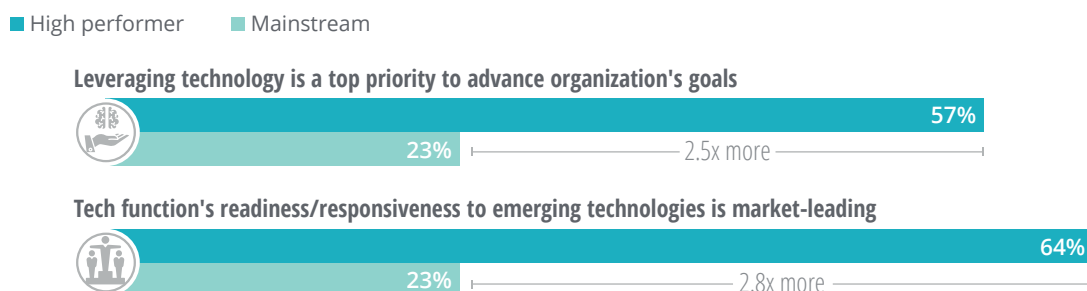 High performer Mainstream
Leveraging technology is a top priority to advance organization's goals
57%
23% 2.5x more
Tech function's readiness/responsiveness to emerging technologies is market-leading
64%
23% 2.8x more